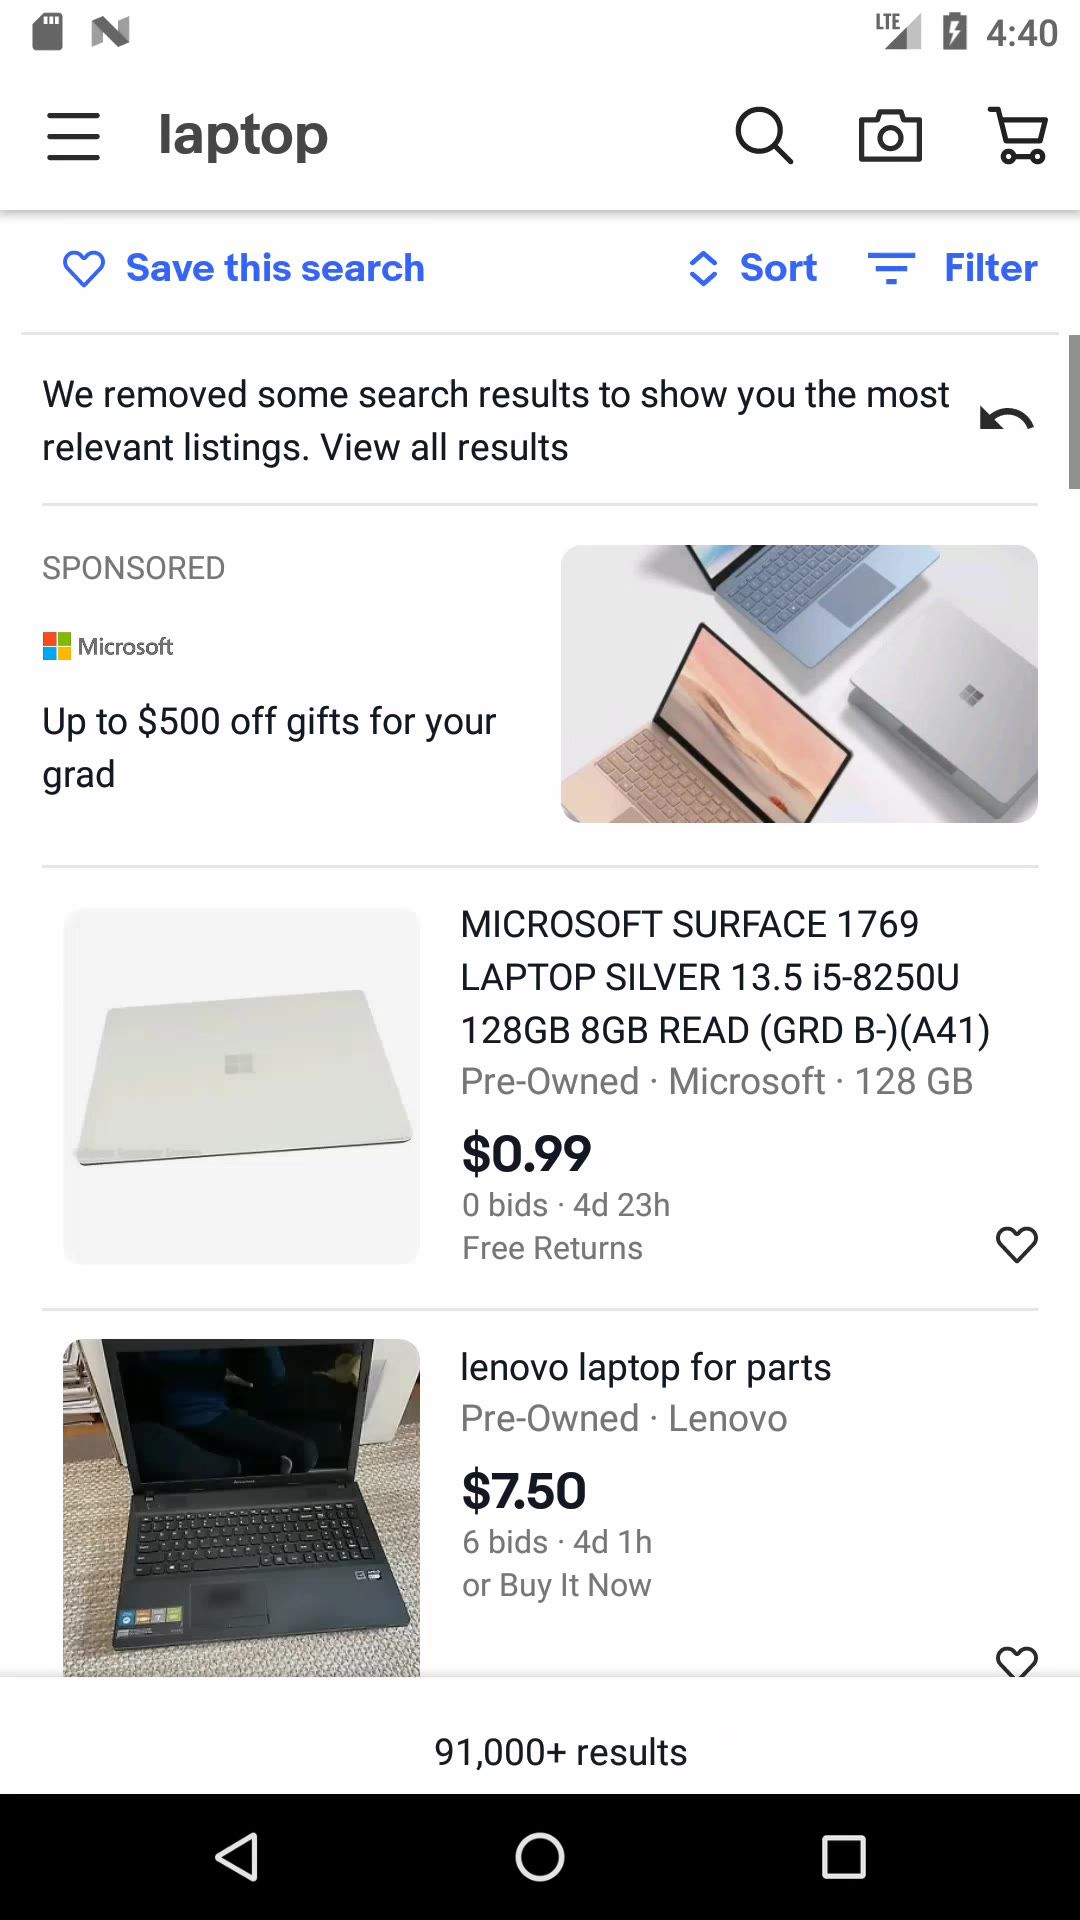 LTE 4:40
laptop
Save this search Sort Filter
We removed some search results to show you the most
relevant listings. View all results
SPONSORED
Microsoft
Up to $500 off gifts for your
grad
MICROSOFT SURFACE 1769
LAPTOP SILVER 13.5 i5-8250U
128GB 8GB READ (GRD B-)(A41)
Pre-Owned · Microsoft · 128 GB
$0.99
0 bids · 4d 23h
Free Returns
lenovo laptop for parts
Pre-Owned · Lenovo
$7.50
6 bids · 4d 1h
or Buy It Now
91,000+ results